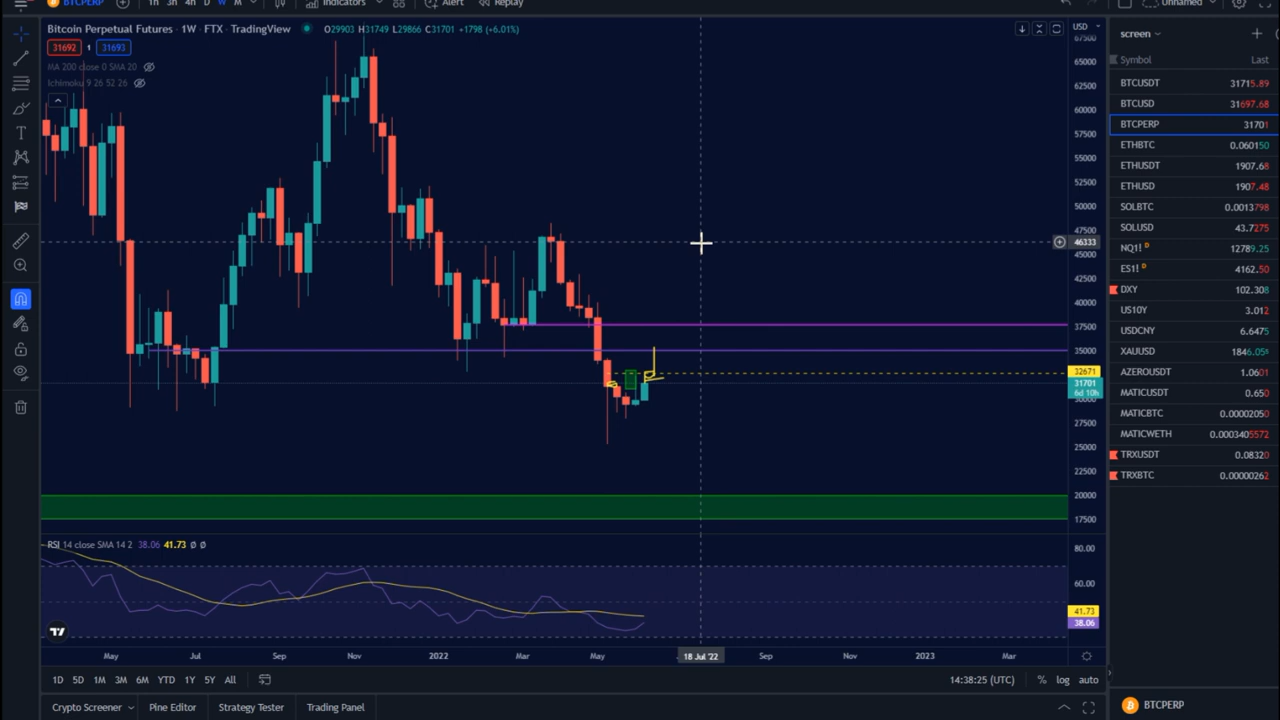 BTCPERP 1h 3h 4h D W M Indicators Alert Replay Unnamed
Bitcoin Perpetual Futures · 1W · FTX · TradingView O29903 H31749 L29866 C31701 +1798 (+6.01%)
31692 1 31693
MA 200 close 0 SMA 20
Ichimoku 9 26 52 26
USD
67500
65000
62500
60000
57500
55000
52500
50000
47500
46333
45000
42500
40000
37500
35000
32671
31701
6d 10h
30000
27500
25000
22500
20000
17500
RSI 14 close SMA 14 2 38.06 41.73 Ø Ø
80.00
60.00
41.73
38.06
May Jul Sep Nov 2022 Mar May 18 Jul '22 Sep Nov 2023 Mar
1D 5D 1M 3M 6M YTD 1Y 5Y All 14:38:25 (UTC) % log auto
Crypto Screener Pine Editor Strategy Tester Trading Panel
screen
Symbol Last
BTCUSDT 31715.89
BTCUSD 31697.68
BTCPERP 31701
ETHBTC 0.060150
ETHUSDT 1907.68
ETHUSD 1907.48
SOLBTC 0.0013798
SOLUSD 43.7275
NQ1! D 12789.25
ES1! D 4162.50
DXY 102.308
US10Y 3.012
USDCNY 6.6475
XAUUSD 1846.05
AZEROUSDT 1.0601
MATICUSDT 0.650
MATICBTC 0.00002050
MATICWETH 0.0003405572
TRXUSDT 0.08320
TRXBTC 0.00000262
BTCPERP